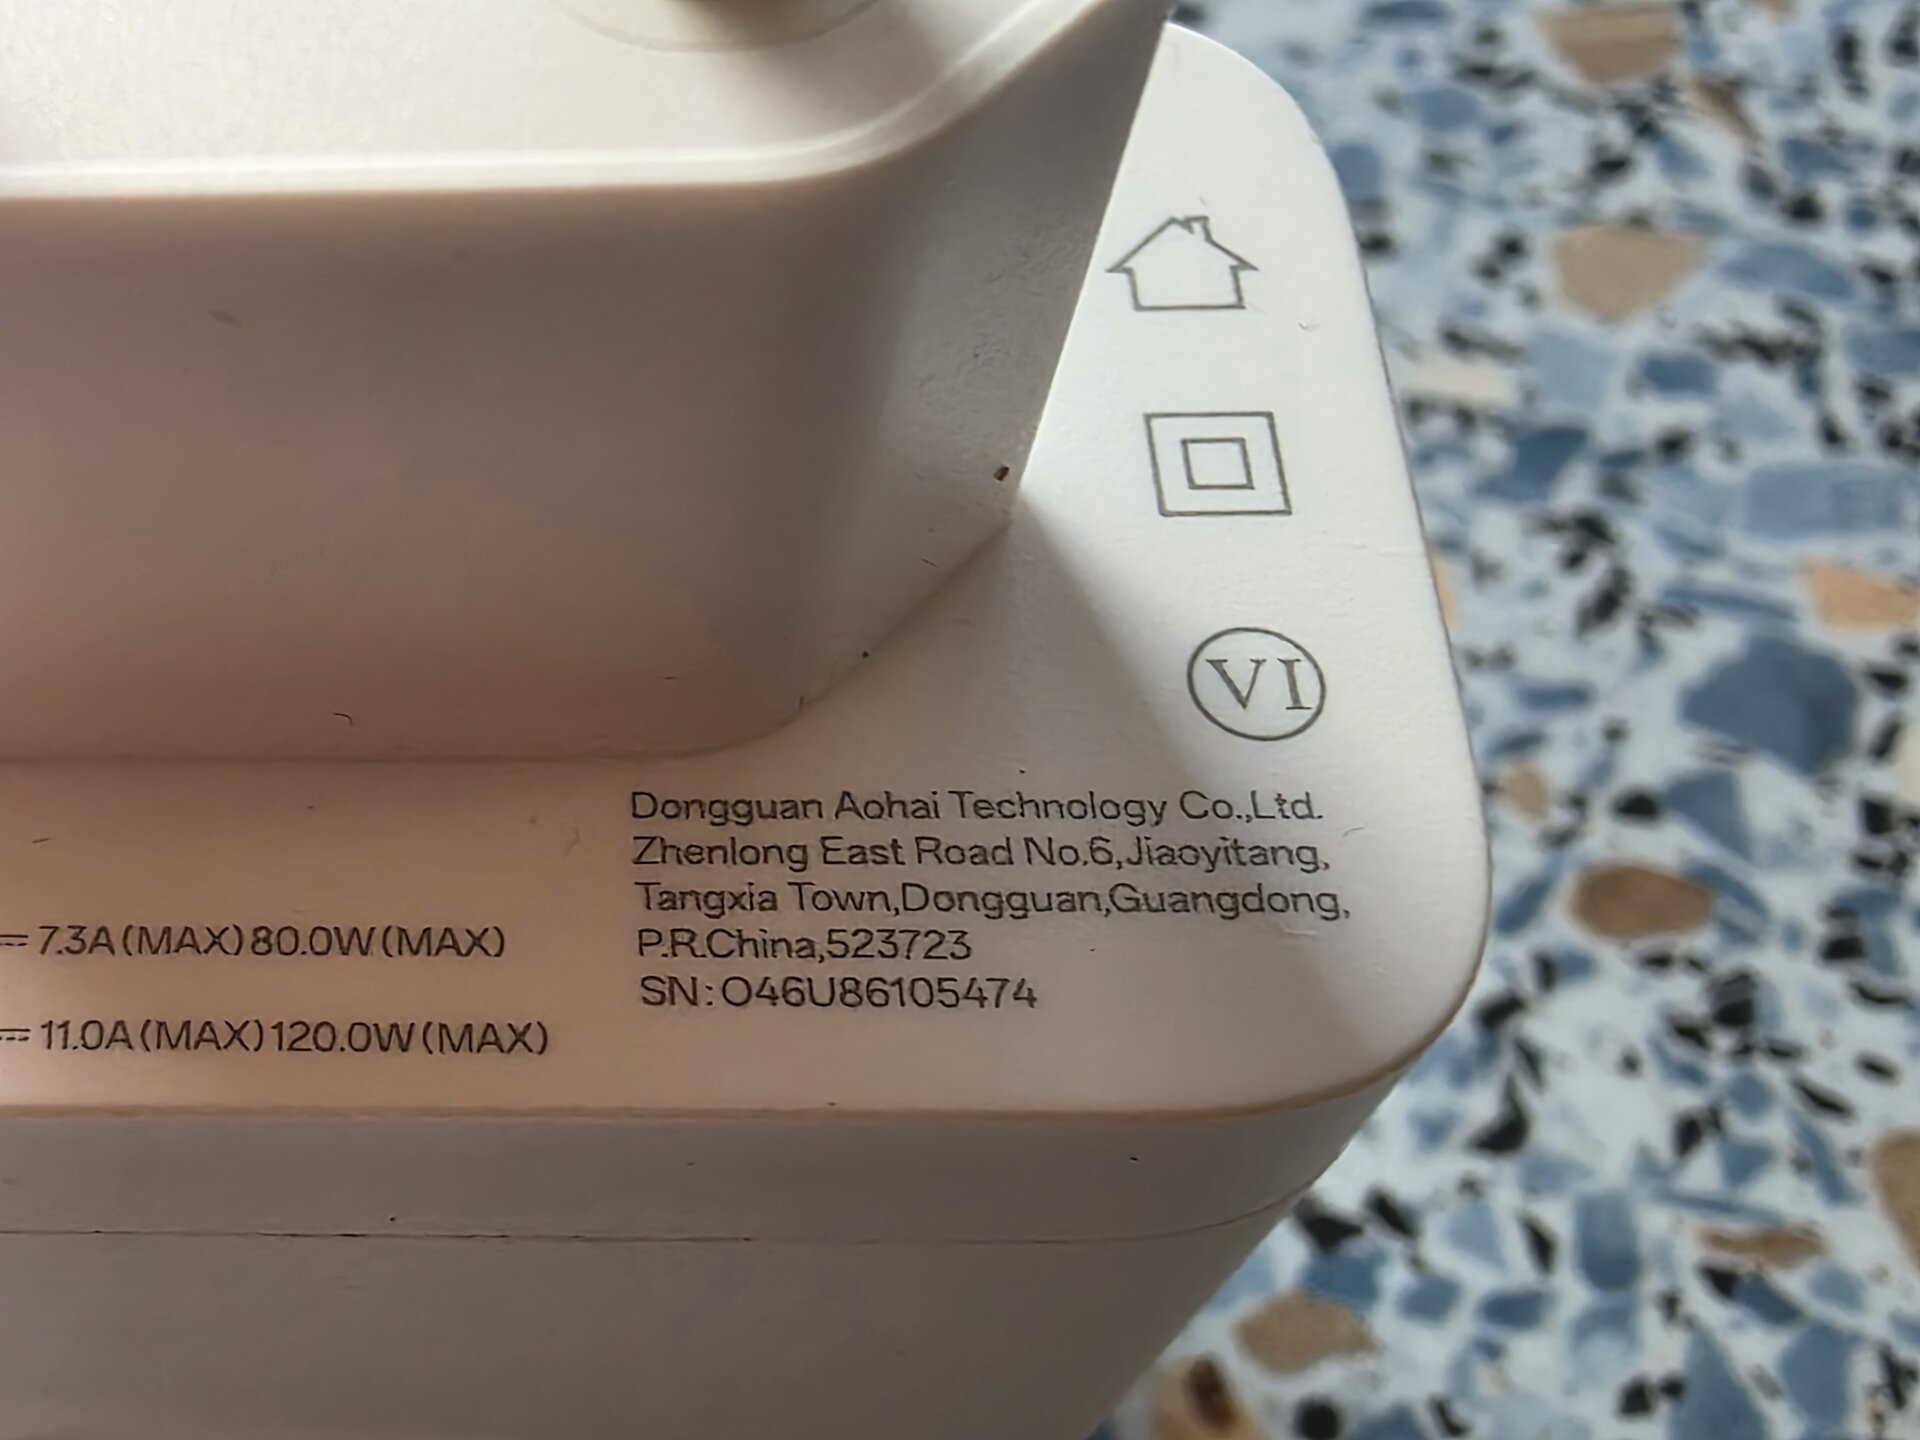 VI
Dongguan Aohai Technology Co.,Ltd.
Zhenlong East Road No.6,Jiaoyitang,
Tangxia Town,Dongguan,Guangdong,
P.R.China,523723
SN:O46U86105474
⎓7.3A(MAX)80.0W(MAX)
⎓11.0A(MAX)120.0W(MAX)